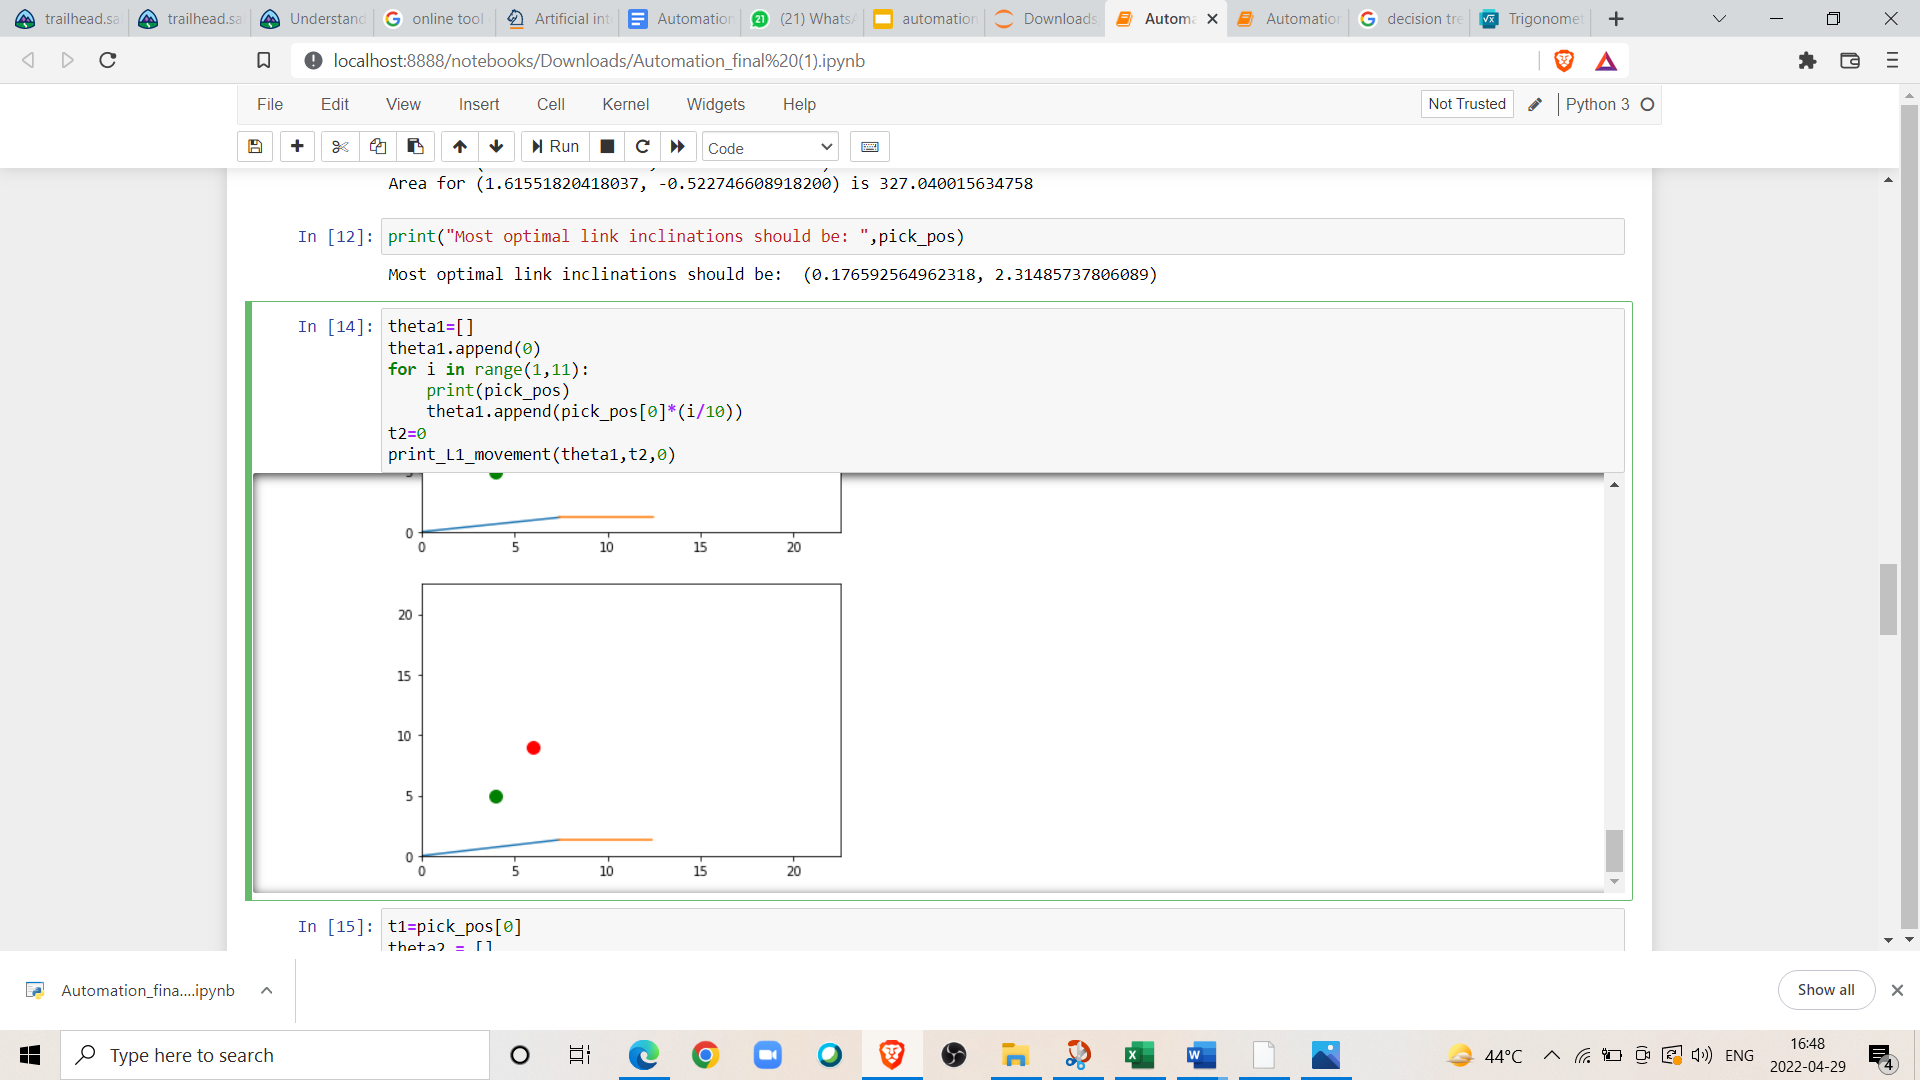 trailhead.sa
trailhead.sa
Understand
online tool
Artificial int
Automation
(21) WhatsA
automation
Downloads
Automa
Automation
decision tre
Trigonomet
localhost:8888/notebooks/Downloads/Automation_final%20(1).ipynb
File Edit View Insert Cell Kernel Widgets Help
Not Trusted
Python 3
Run
Code
Area for (1.61551820418037, -0.522746608918200) is 327.040015634758
In [12]: print("Most optimal link inclinations should be: ",pick_pos)
Most optimal link inclinations should be:  (0.176592564962318, 2.31485737806089)
In [14]: theta1=[]
theta1.append(0)
for i in range(1,11):
    print(pick_pos)
    theta1.append(pick_pos[0]*(i/10))
t2=0
print_L1_movement(theta1,t2,0)
0
0 5 10 15 20
20
15
10
5
0
0 5 10 15 20
In [15]: t1=pick_pos[0]
theta2 = []
Automation_fina....ipynb
Show all
Type here to search
44°C
ENG
16:48
2022-04-29
4